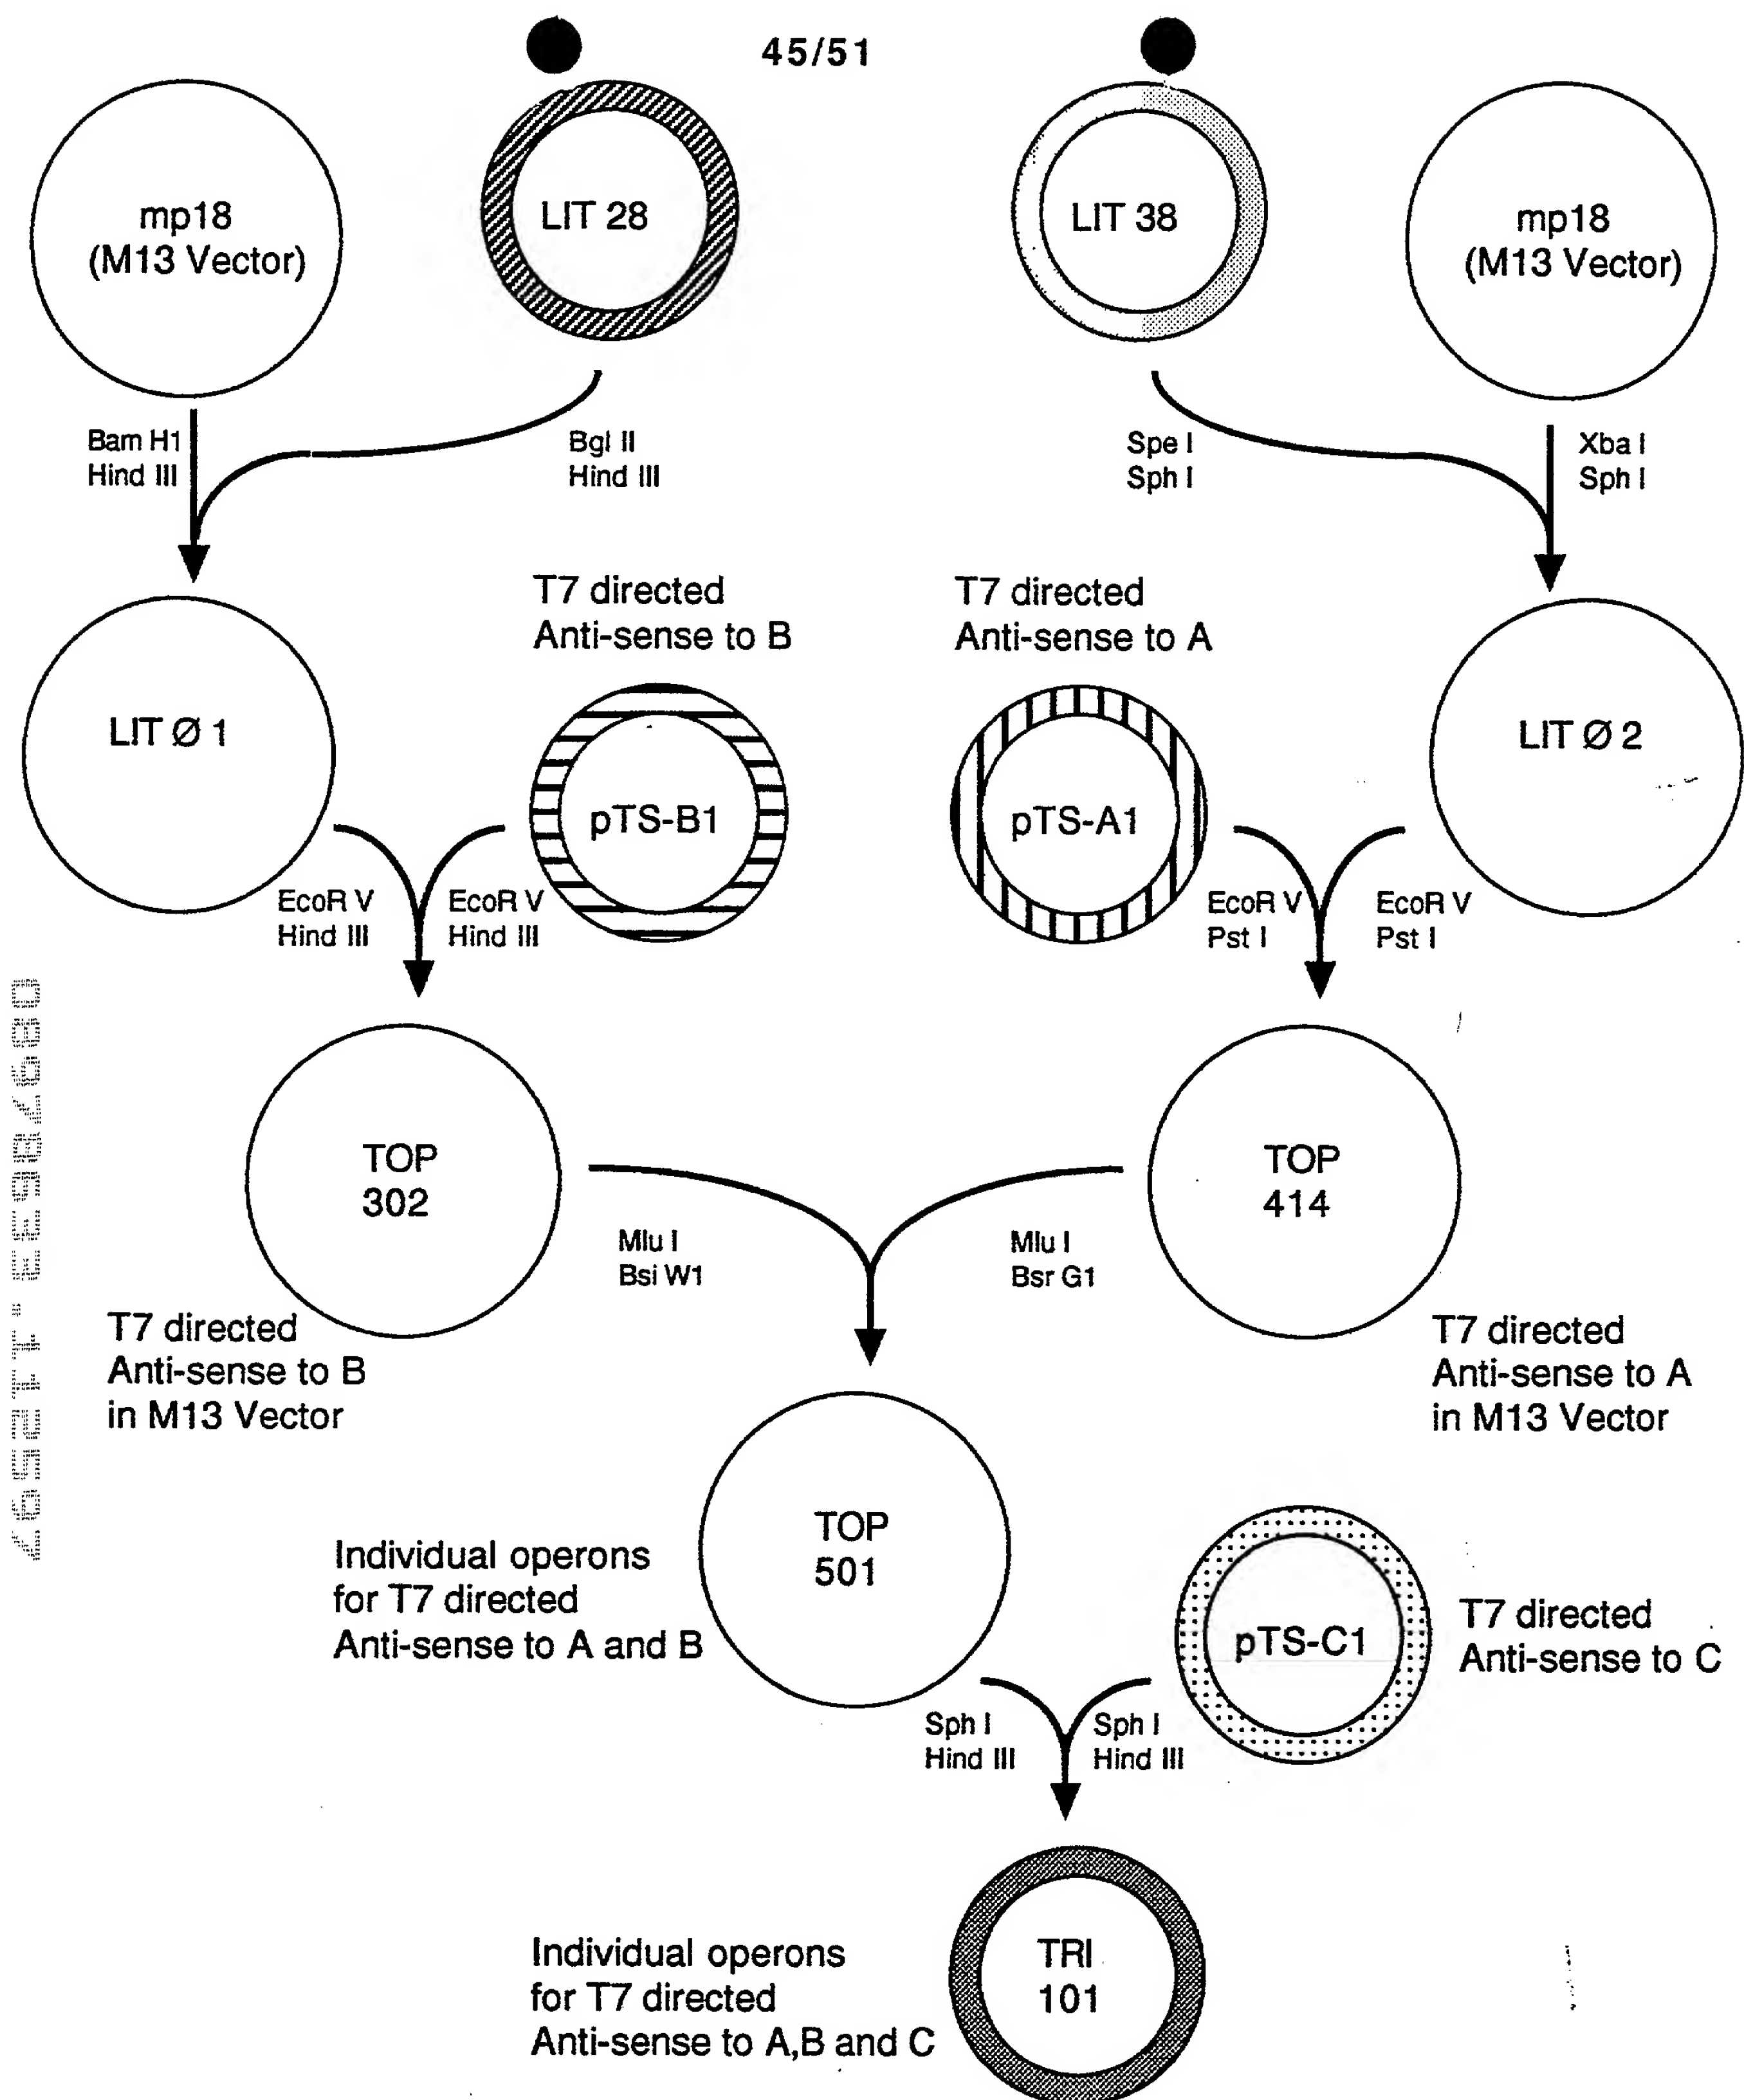 45/51
mp18
(M13 Vector)
LIT 28
LIT 38
mp18
(M13 Vector)
Bam H1
Hind III
Bgl II
Hind III
Spe I
Sph I
Xba I
Sph I
T7 directed
Anti-sense to B
T7 directed
Anti-sense to A
LIT Ø 1
pTS-B1
pTS-A1
LIT Ø 2
EcoR V
Hind III
EcoR V
Hind III
EcoR V
Pst I
EcoR V
Pst I
TOP
302
TOP
414
Mlu I
Bsi W1
Mlu I
Bsr G1
T7 directed
Anti-sense to B
in M13 Vector
T7 directed
Anti-sense to A
in M13 Vector
TOP
501
Individual operons
for T7 directed
Anti-sense to A and B
pTS-C1
T7 directed
Anti-sense to C
Sph I
Hind III
Sph I
Hind III
TRI
101
Individual operons
for T7 directed
Anti-sense to A,B and C